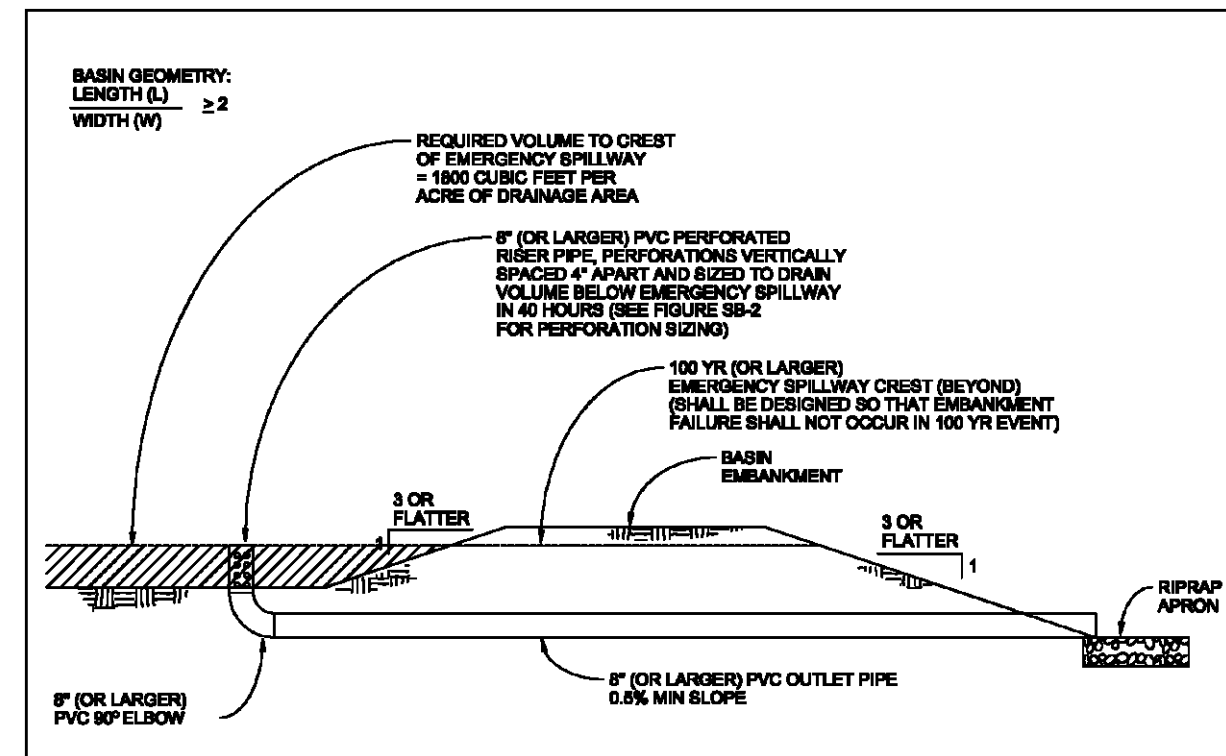 BASIN GEOMETRY:
LENGTH (L)
WIDTH (W)
≥ 2
REQUIRED VOLUME TO CREST
OF EMERGENCY SPILLWAY
= 1800 CUBIC FEET PER
ACRE OF DRAINAGE AREA
8" (OR LARGER) PVC PERFORATED
RISER PIPE, PERFORATIONS VERTICALLY
SPACED 4" APART AND SIZED TO DRAIN
VOLUME BELOW EMERGENCY SPILLWAY
IN 40 HOURS (SEE FIGURE SB-2
FOR PERFORATION SIZING)
100 YR (OR LARGER)
EMERGENCY SPILLWAY CREST (BEYOND)
(SHALL BE DESIGNED SO THAT EMBANKMENT
FAILURE SHALL NOT OCCUR IN 100 YR EVENT)
BASIN
EMBANKMENT
3 OR
FLATTER
1
3 OR
FLATTER
1
RIPRAP
APRON
8" (OR LARGER) PVC OUTLET PIPE
0.5% MIN SLOPE
8" (OR LARGER)
PVC 90º ELBOW